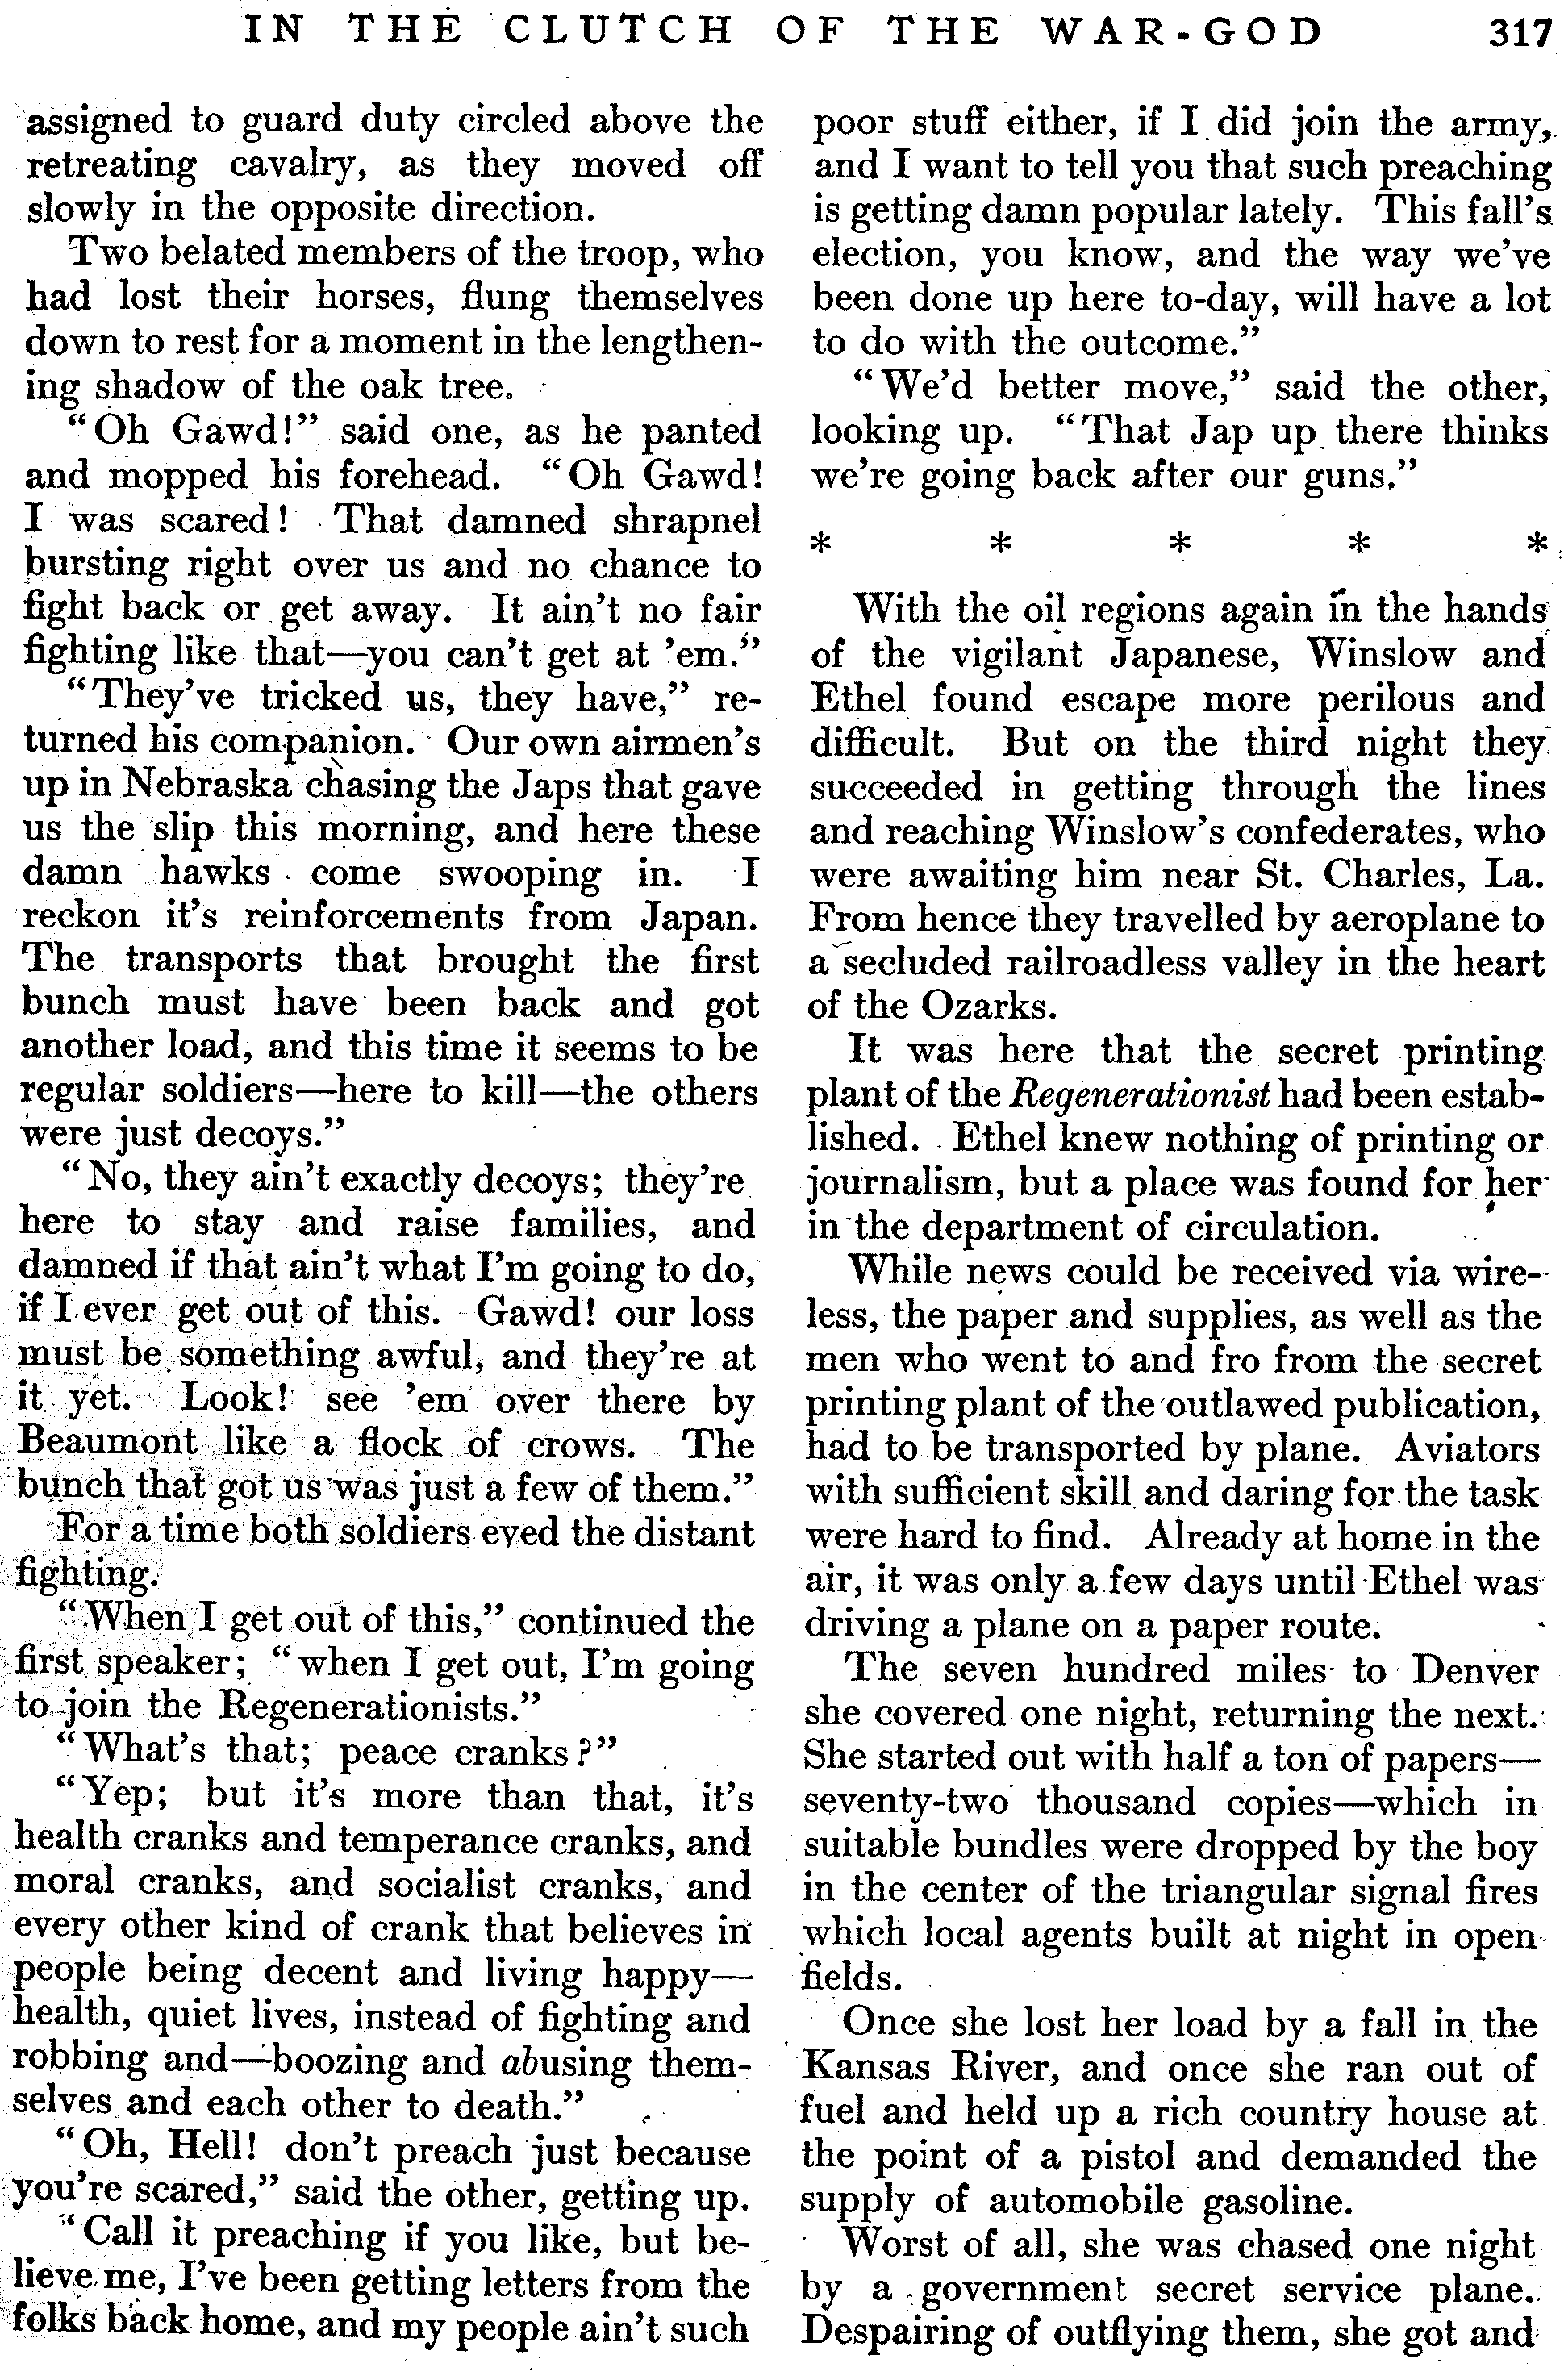 IN THE CLUTCH OF THE WAR-GOD 317
assigned to guard duty circled above the
retreating cavalry, as they moved off
slowly in the opposite direction.
Two belated members of the troop, who
had lost their horses, flung themselves
down to rest for a moment in the lengthen-
ing shadow of the oak tree.
“Oh Gawd!” said one, as he panted
and mopped his forehead. “Oh Gawd!
I was scared! That damned shrapnel
bursting right over us and no chance to
fight back or get away. It ain't no fair
fighting like that—you can't get at 'em.”
“They've tricked us, they have,” re-
turned his companion. Our own airmen's
up in Nebraska chasing the Japs that gave
us the slip this morning, and here these
damn hawks come swooping in. I
reckon it's reinforcements from Japan.
The transports that brought the first
bunch must have been back and got
another load, and this time it seems to be
regular soldiers—here to kill—the others
were just decoys.”
“No, they ain't exactly decoys; they're
here to stay and raise families, and
damned if that ain't what I'm going to do,
if I ever get out of this. Gawd! our loss
must be something awful, and they're at
it yet. Look! see 'em over there by
Beaumont like a flock of crows. The
bunch that got us was just a few of them.”
For a time both soldiers eyed the distant
fighting.
“When I get out of this,” continued the
first speaker; “when I get out, I'm going
to join the Regenerationists.”
“What's that; peace cranks?”
“Yep; but it's more than that, it's
health cranks and temperance cranks, and
moral cranks, and socialist cranks, and
every other kind of crank that believes in
people being decent and living happy—
health, quiet lives, instead of fighting and
robbing and—boozing and abusing them-
selves and each other to death.”
“Oh, Hell! don't preach just because
you're scared,” said the other, getting up.
“Call it preaching if you like, but be-
lieve me, I've been getting letters from the
folks back home, and my people ain't such
poor stuff either, if I did join the army,
and I want to tell you that such preaching
is getting damn popular lately. This fall's
election, you know, and the way we've
been done up here to-day, will have a lot
to do with the outcome.”
“We'd better move,” said the other,
looking up. “That Jap up there thinks
we're going back after our guns.”
* * * * *
With the oil regions again in the hands
of the vigilant Japanese, Winslow and
Ethel found escape more perilous and
difficult. But on the third night they
succeeded in getting through the lines
and reaching Winslow's confederates, who
were awaiting him near St. Charles, La.
From hence they travelled by aeroplane to
a secluded railroadless valley in the heart
of the Ozarks.
It was here that the secret printing
plant of the Regenerationist had been estab-
lished. Ethel knew nothing of printing or
journalism, but a place was found for her
in the department of circulation.
While news could be received via wire-
less, the paper and supplies, as well as the
men who went to and fro from the secret
printing plant of the outlawed publication,
had to be transported by plane. Aviators
with sufficient skill and daring for the task
were hard to find. Already at home in the
air, it was only a few days until Ethel was
driving a plane on a paper route.
The seven hundred miles to Denver
she covered one night, returning the next.
She started out with half a ton of papers—
seventy-two thousand copies—which in
suitable bundles were dropped by the boy
in the center of the triangular signal fires
which local agents built at night in open
fields.
Once she lost her load by a fall in the
Kansas River, and once she ran out of
fuel and held up a rich country house at
the point of a pistol and demanded the
supply of automobile gasoline.
Worst of all, she was chased one night
by a government secret service plane.
Despairing of outflying them, she got and